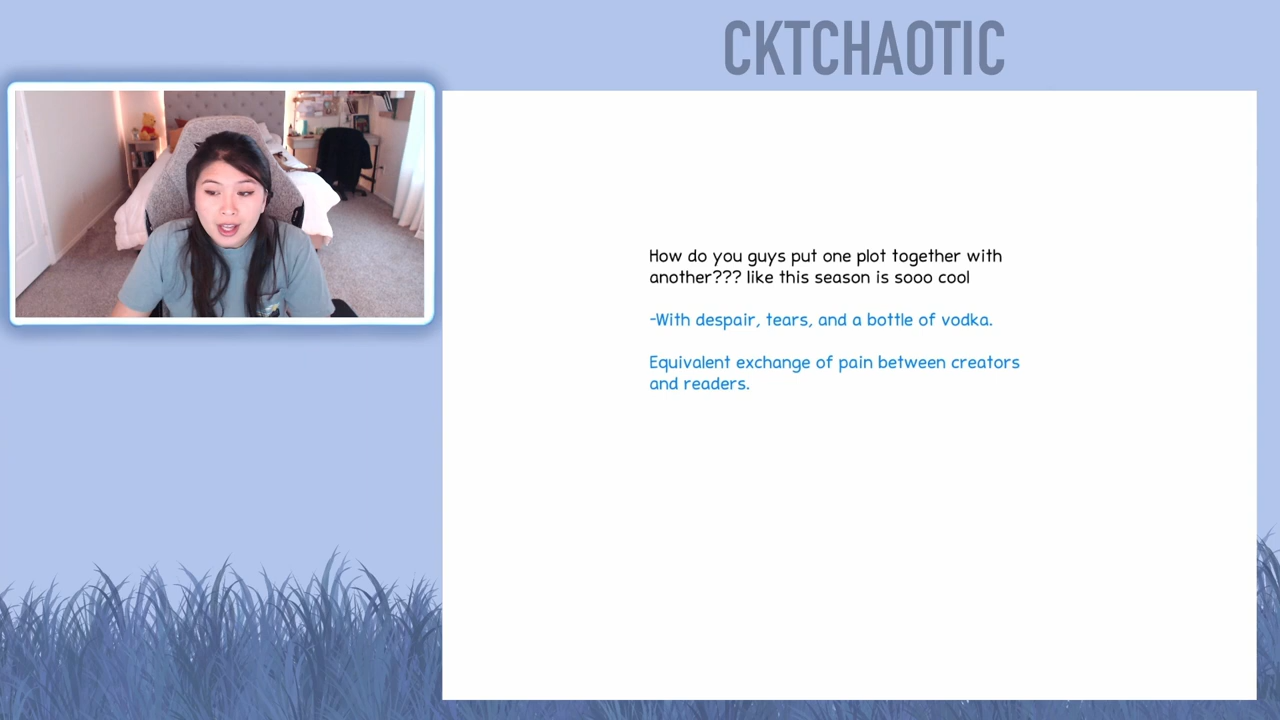 CKTCHAOTIC
How do you guys put one plot together with
another??? like this season is sooo cool
-With despair, tears, and a bottle of vodka.
Equivalent exchange of pain between creators
and readers.